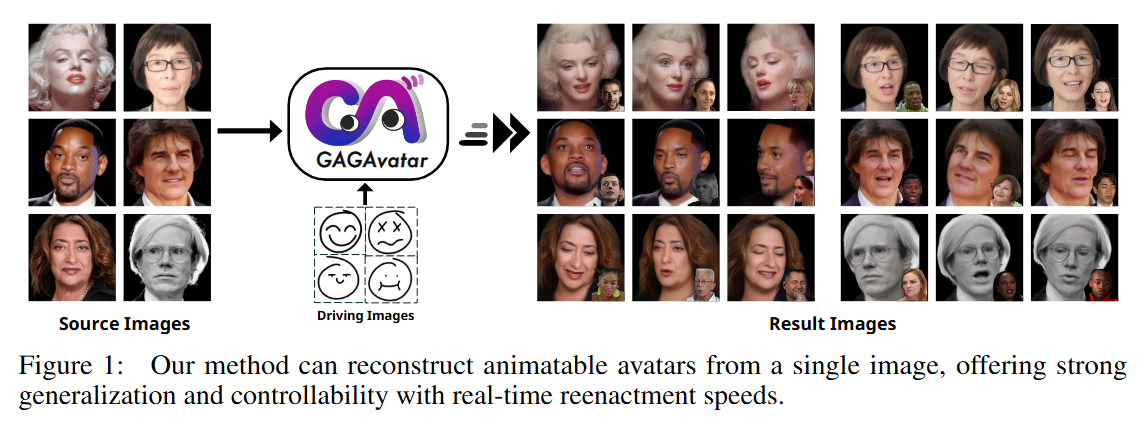 GAGAvatar
Driving Images
Source Images
Result Images
Figure 1: Our method can reconstruct animatable avatars from a single image, offering strong
generalization and controllability with real-time reenactment speeds.